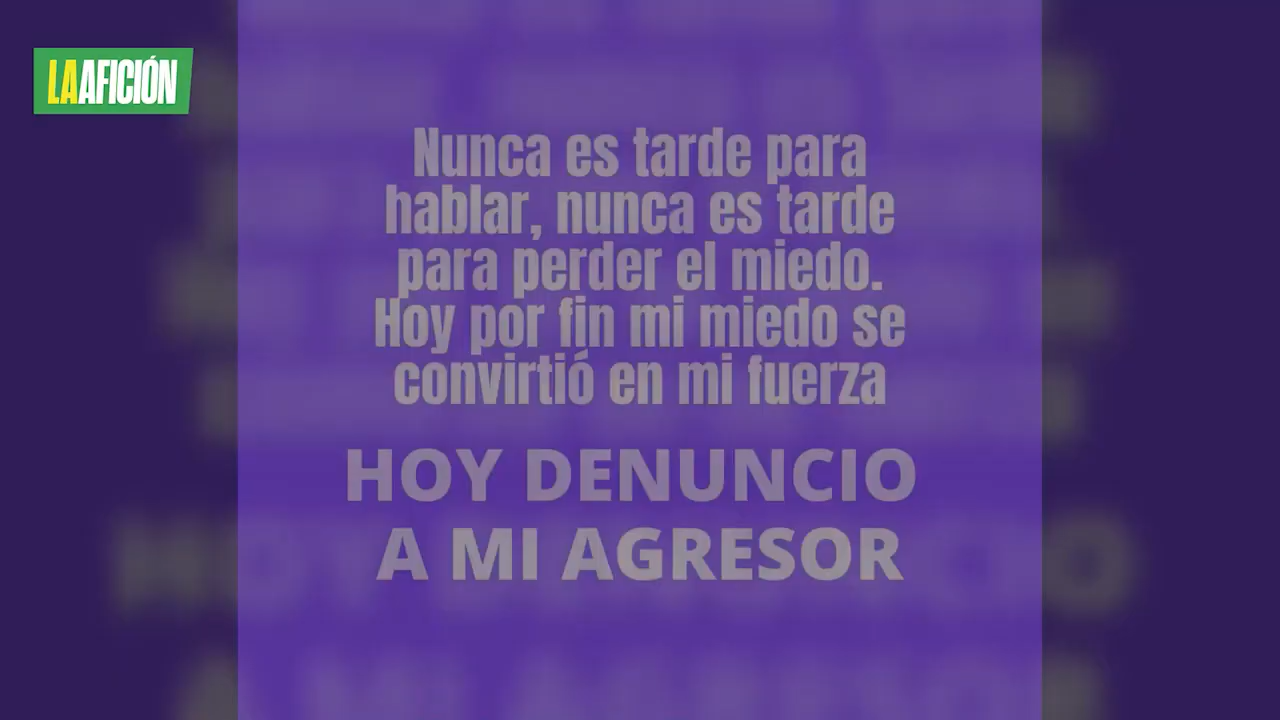 LAAFICIÓN
Nunca es tarde para
hablar, nunca es tarde
para perder el miedo.
Hoy por fin mi miedo se
convirtió en mi fuerza
HOY DENUNCIO
A MI AGRESOR